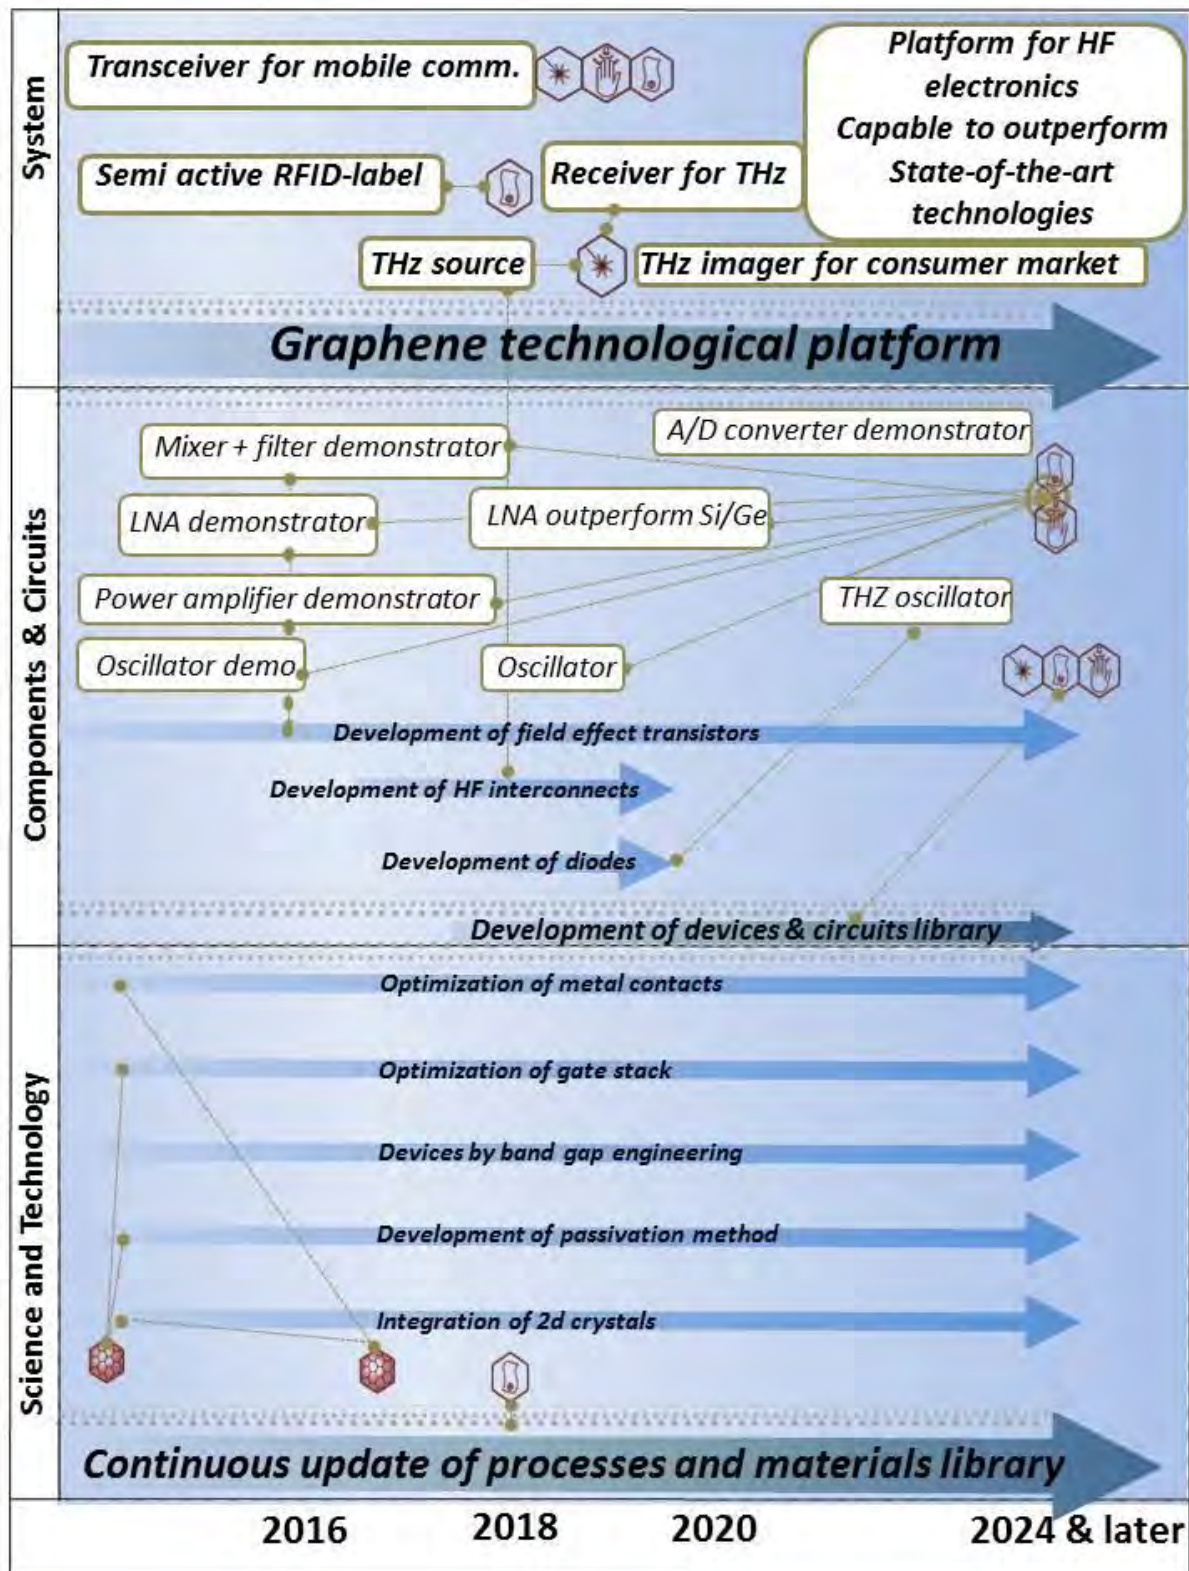 System
Transceiver for mobile comm.
Platform for HF
electronics
Capable to outperform
State-of-the-art
technologies
Semi active RFID-label
Receiver for THz
THz source
THz imager for consumer market
Graphene technological platform
Components & Circuits
Mixer + filter demonstrator
A/D converter demonstrator
LNA demonstrator
LNA outperform Si/Ge
Power amplifier demonstrator
THZ oscillator
Oscillator demo
Oscillator
Development of field effect transistors
Development of HF interconnects
Development of diodes
Development of devices & circuits library
Science and Technology
Optimization of metal contacts
Optimization of gate stack
Devices by band gap engineering
Development of passivation method
Integration of 2d crystals
Continuous update of processes and materials library
2016 2018 2020 2024 & later